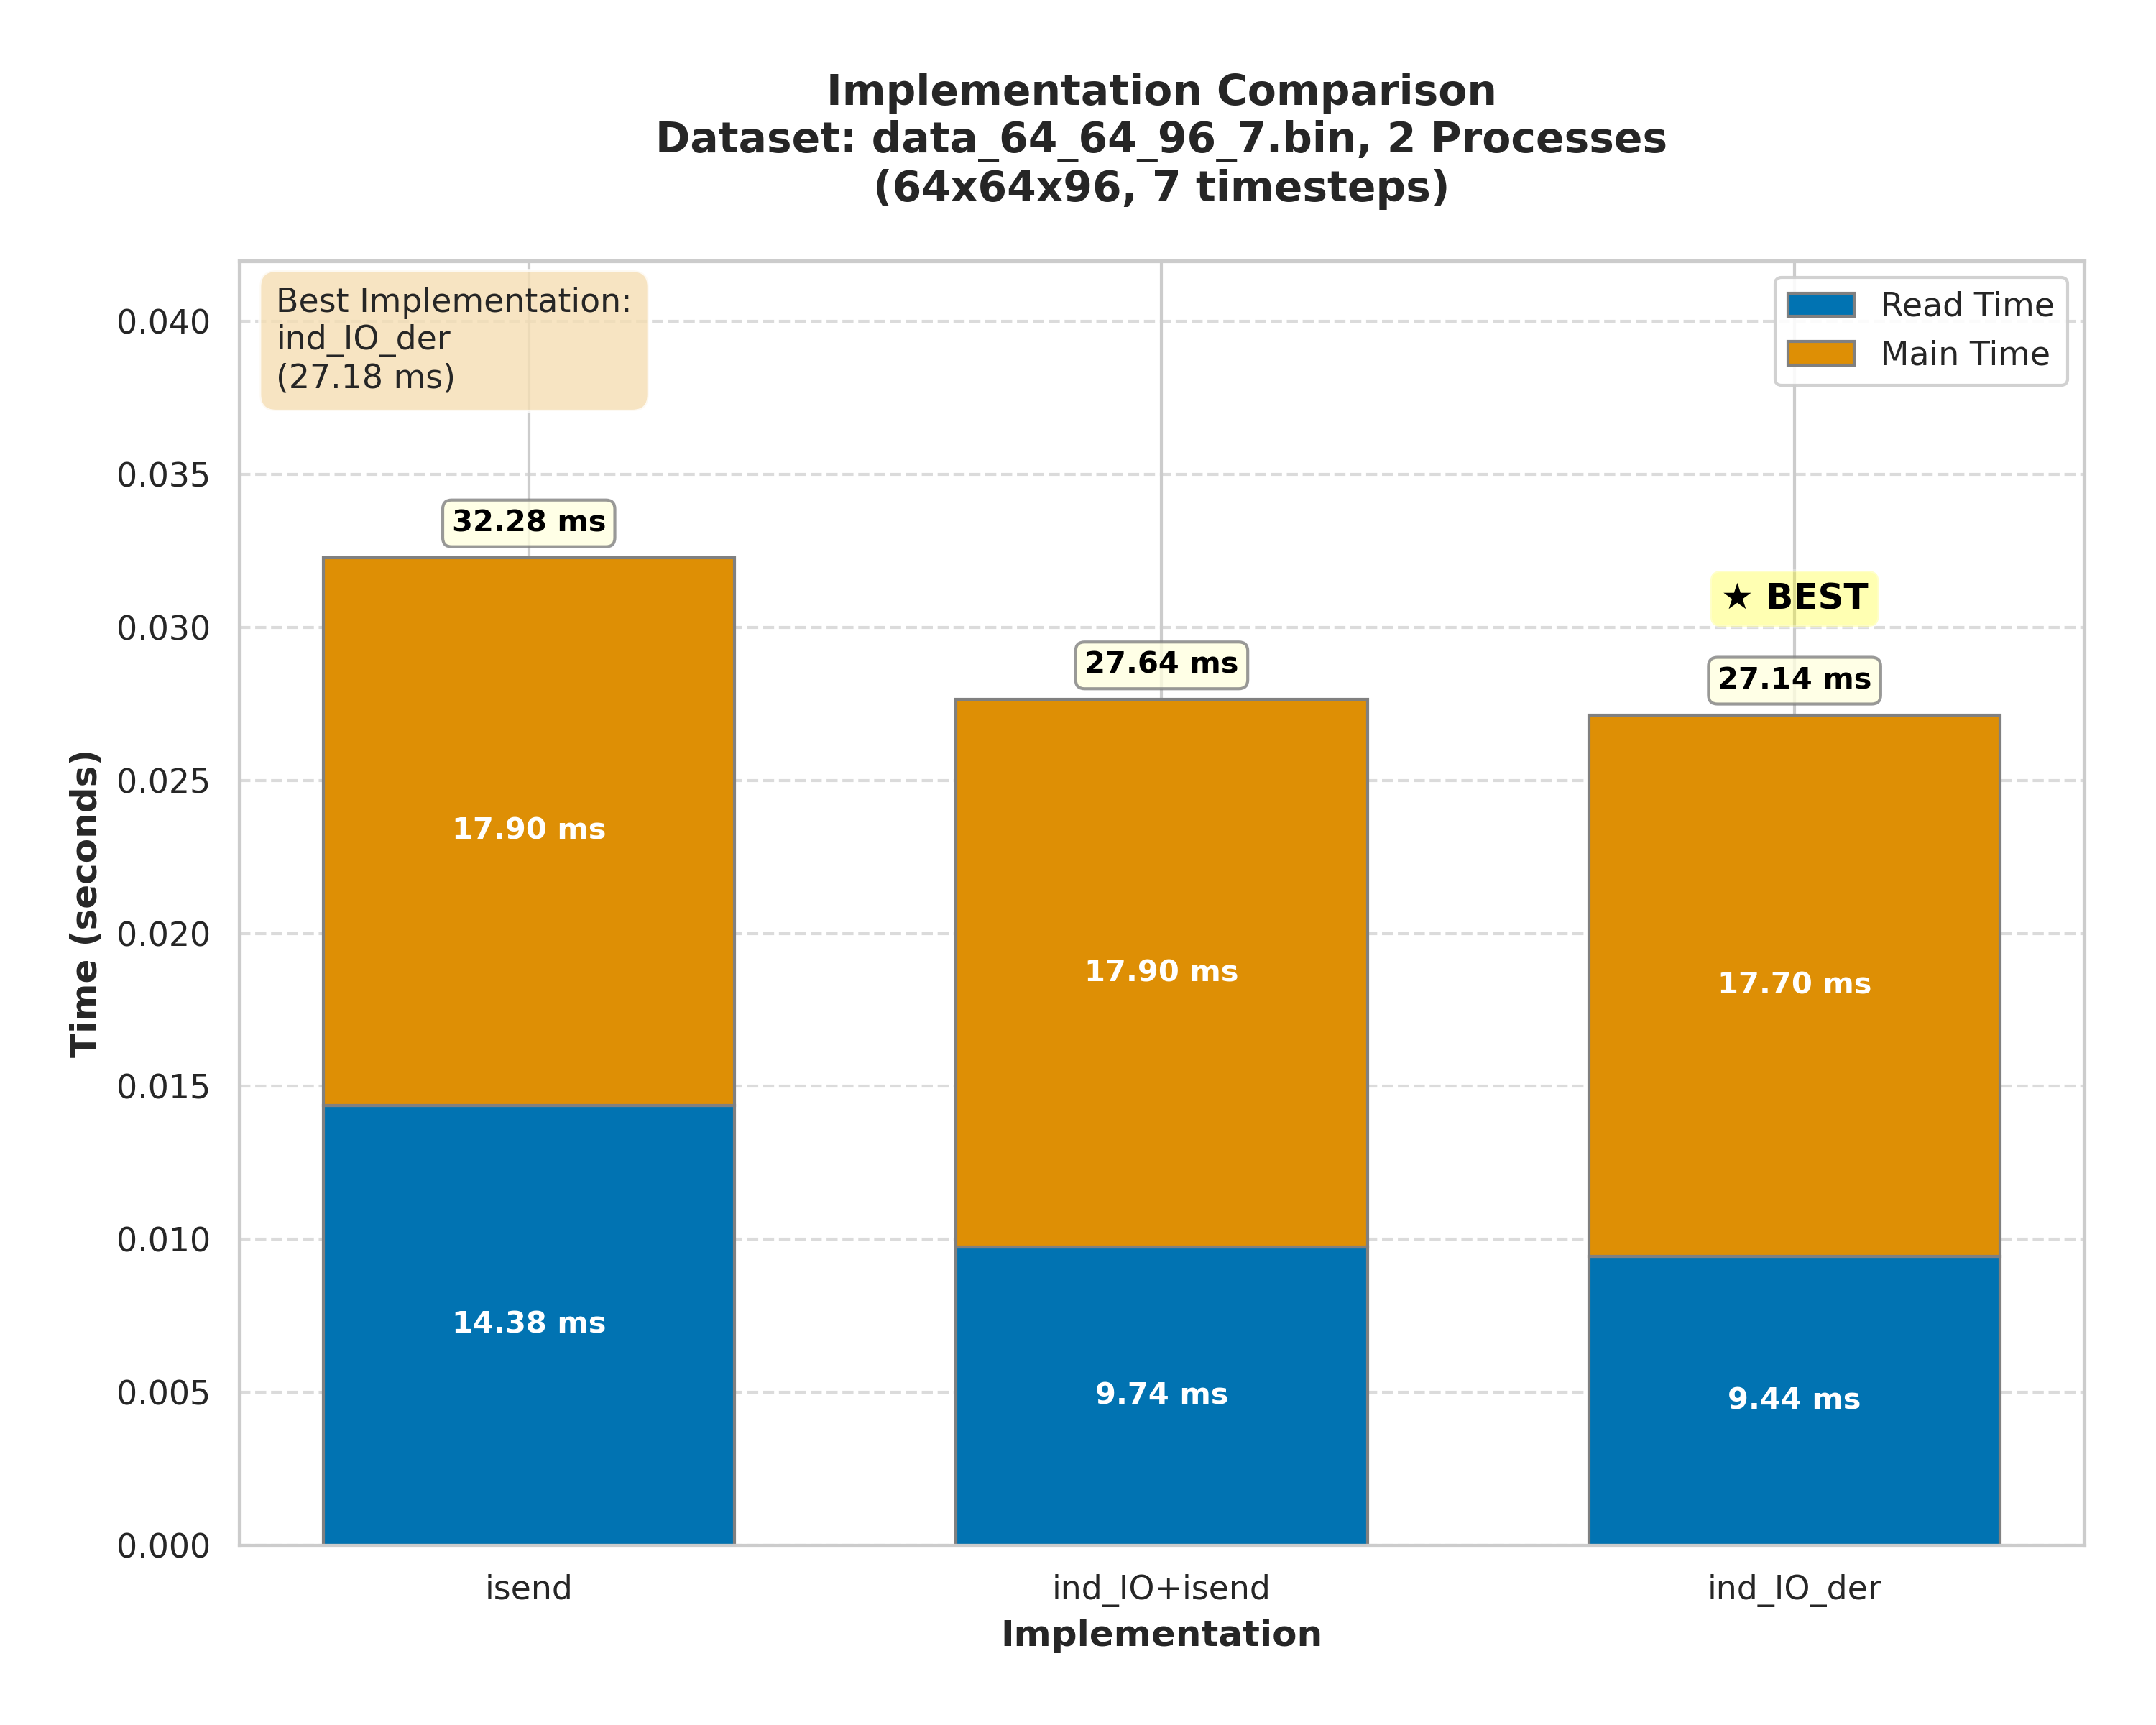 Implementation Comparison
Dataset: data_64_64_96_7.bin, 2 Processes
(64x64x96, 7 timesteps)
Best Implementation:
ind_IO_der
(27.18 ms)
Read Time
Main Time
Time (seconds)
0.040
0.035
0.030
0.025
0.020
0.015
0.010
0.005
0.000
32.28 ms
17.90 ms
14.38 ms
27.64 ms
17.90 ms
9.74 ms
★ BEST
27.14 ms
17.70 ms
9.44 ms
isend
ind_IO+isend
ind_IO_der
Implementation